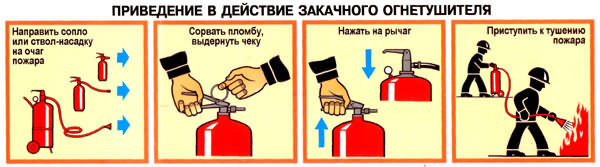 ПРИВЕДЕНИЕ В ДЕЙСТВИЕ ЗАКАЧНОГО ОГНЕТУШИТЕЛЯ
Направить сопло
или ствол-насадку
на очаг
пожара
Сорвать пломбу,
выдернуть чеку
Нажать на рычаг
Приступить к тушению
пожара